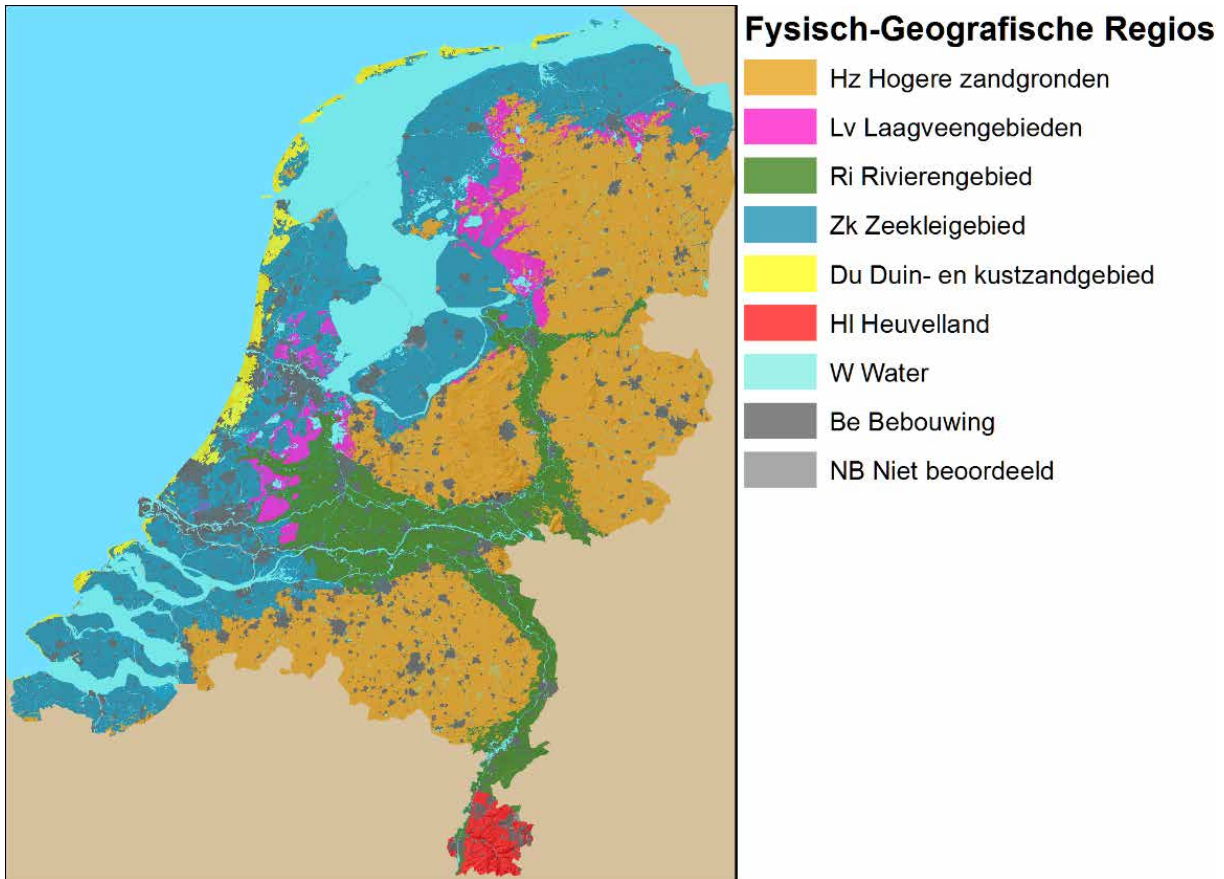 Fysisch-Geografische Regios
Hz Hogere zandgronden
Lv Laagveengebieden
Ri Rivierengebied
Zk Zeekleigebied
Du Duin- en kustzandgebied
Hl Heuvelland
W Water
Be Bebouwing
NB Niet beoordeeld